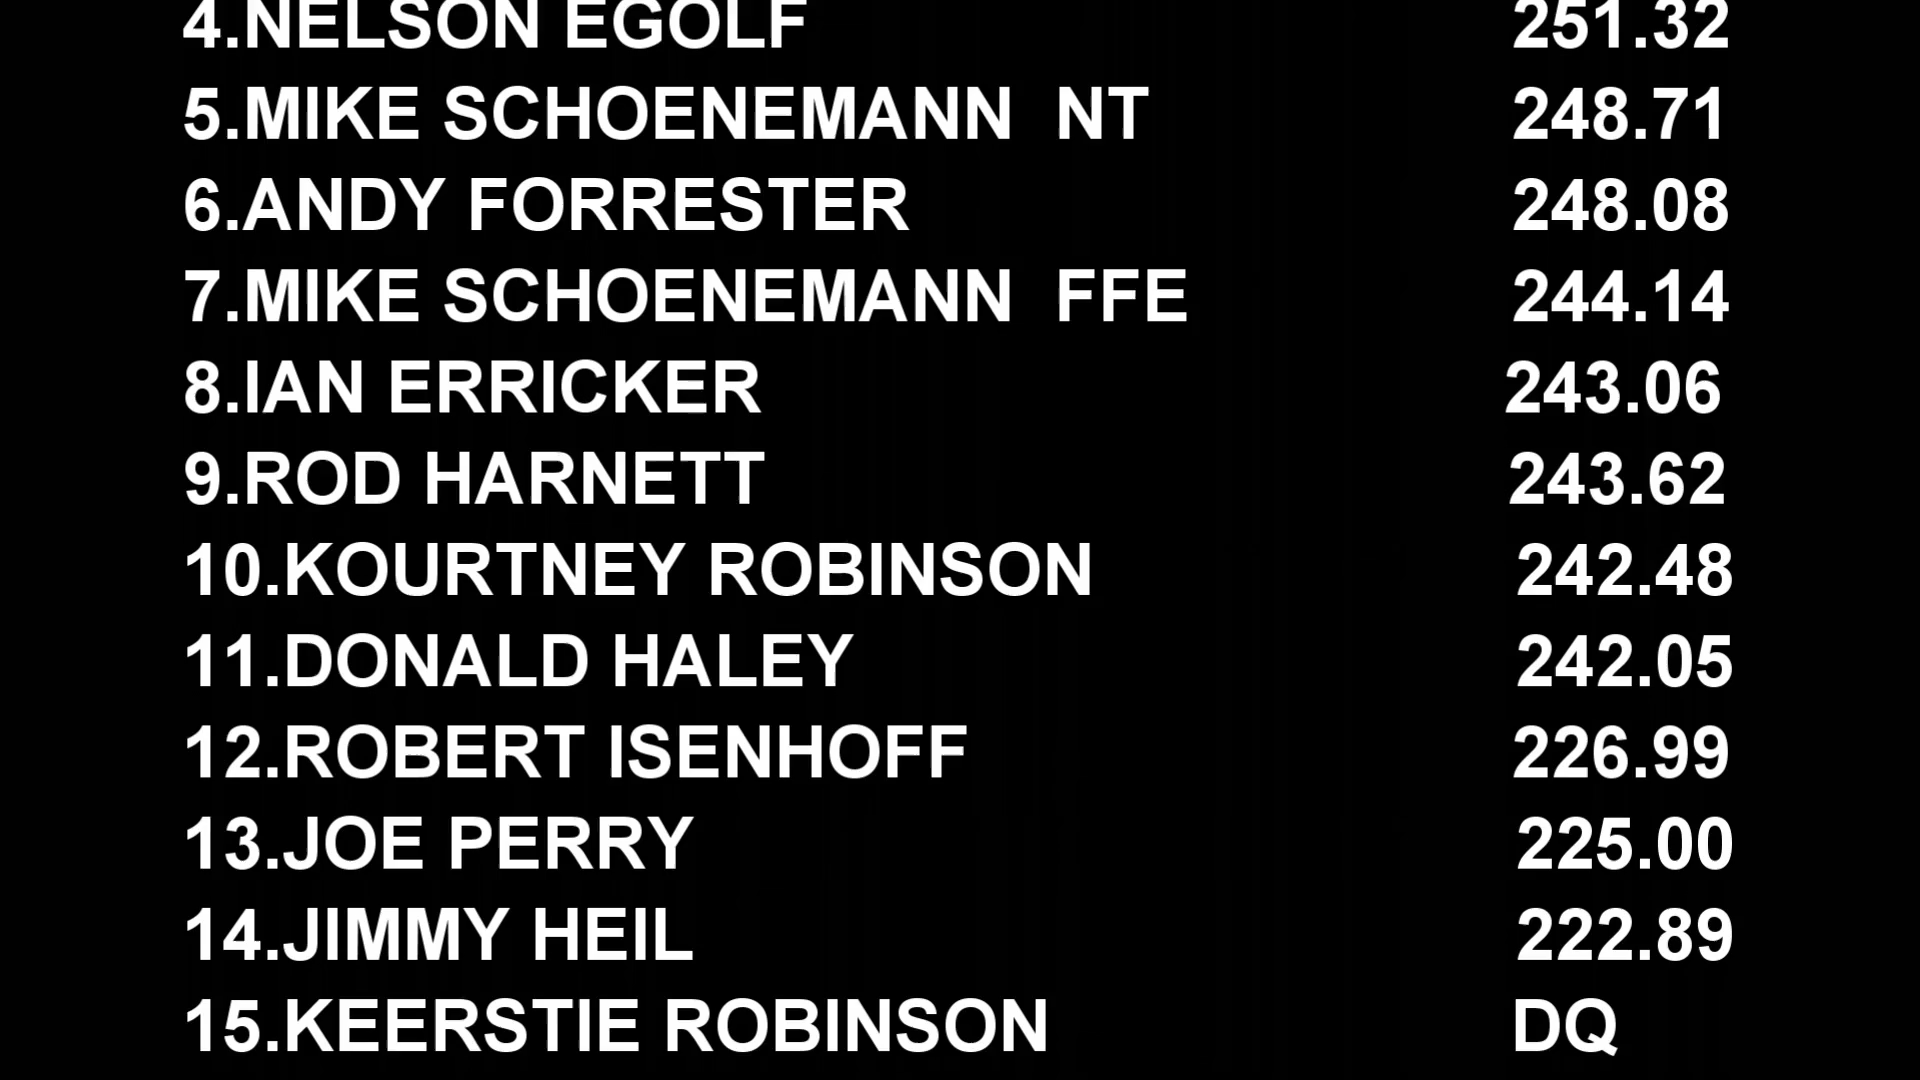 4.NELSON EGOLF 251.32
5.MIKE SCHOENEMANN  NT 248.71
6.ANDY FORRESTER 248.08
7.MIKE SCHOENEMANN  FFE 244.14
8.IAN ERRICKER 243.06
9.ROD HARNETT 243.62
10.KOURTNEY ROBINSON 242.48
11.DONALD HALEY 242.05
12.ROBERT ISENHOFF 226.99
13.JOE PERRY 225.00
14.JIMMY HEIL 222.89
15.KEERSTIE ROBINSON DQ